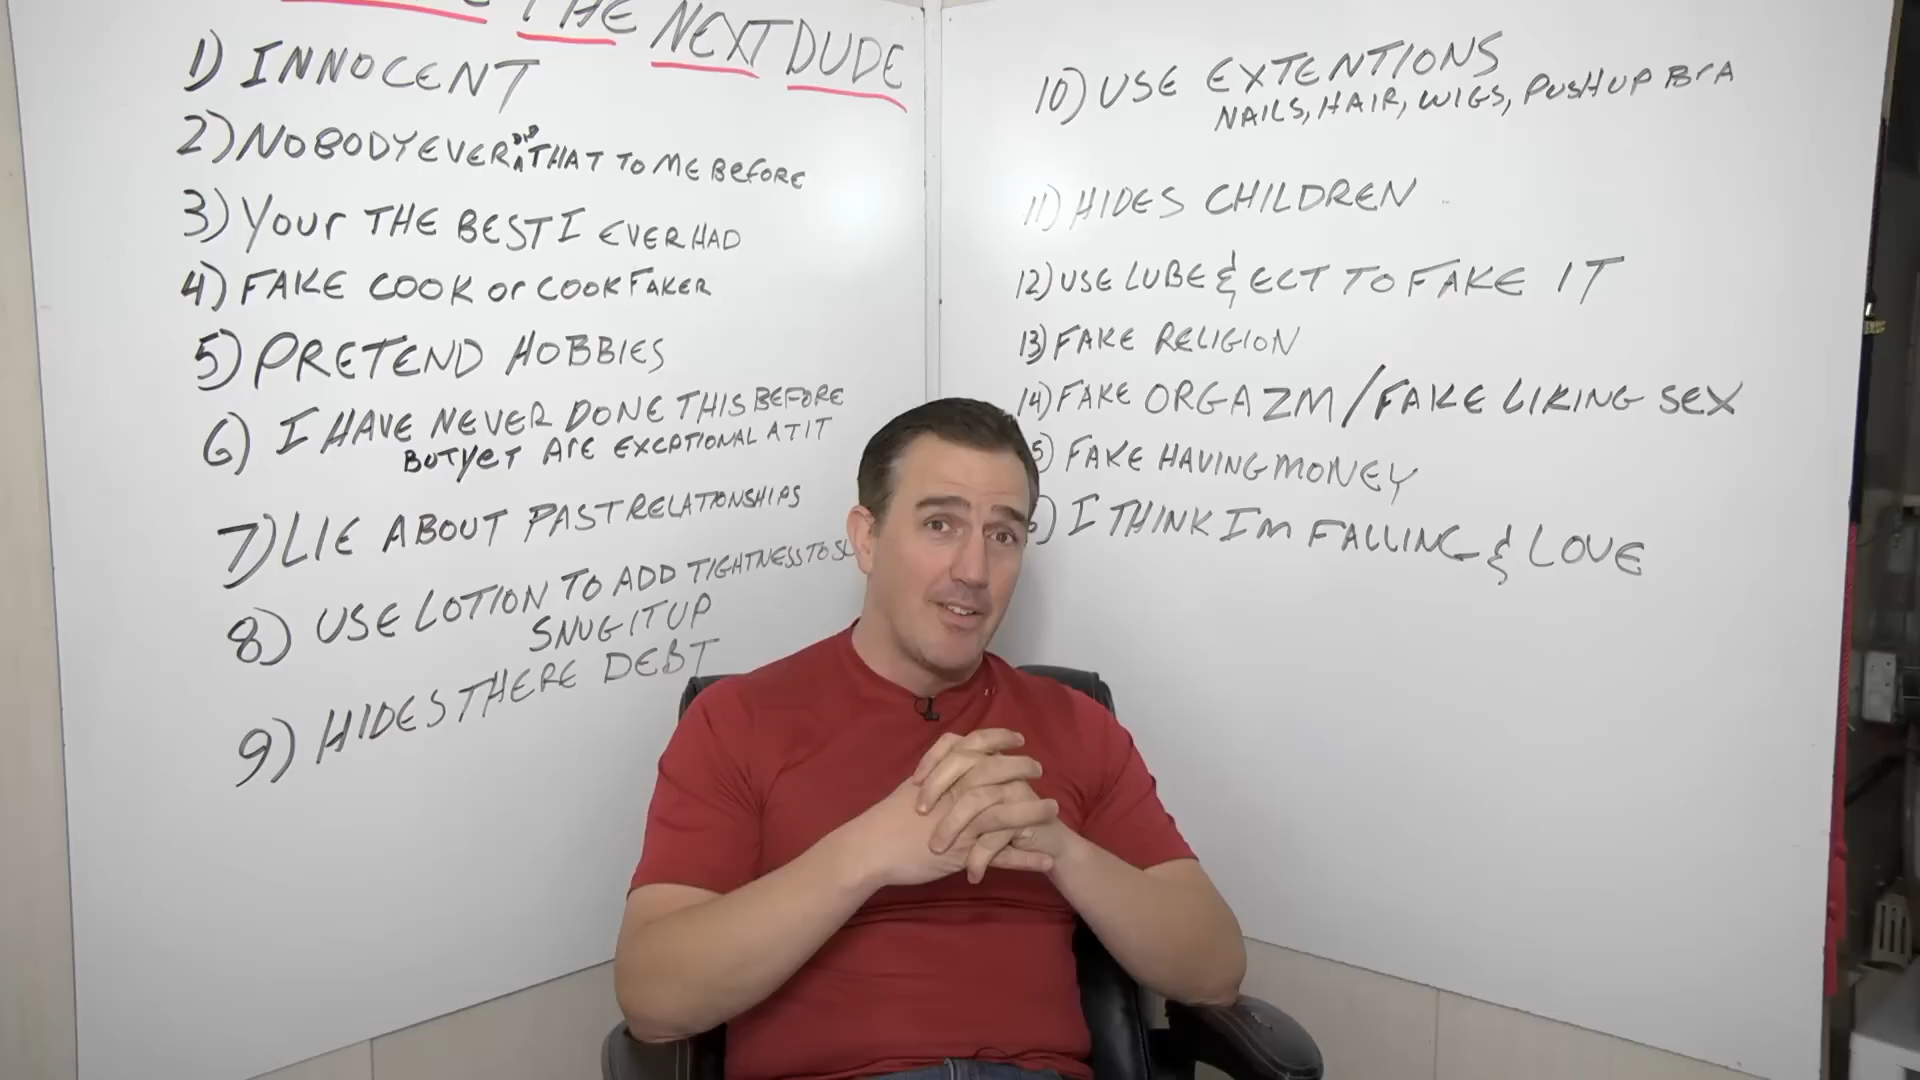 THE NEXT DUDE
1) INNOCENT
2) NOBODY EVER DID THAT TO ME BEFORE
3) YOUR THE BEST I EVER HAD
4) FAKE COOK or COOK FAKER
5) PRETEND HOBBIES
6) I HAVE NEVER DONE THIS BEFORE
BUT YET ArE EXCEPTIONAL AT IT
7) LIE ABOUT PAST RELATIONSHIPS
8) USE LOTION TO ADD TIGHTNESS TO
SNUG IT UP
9) HIDES THERE DEBT
10) USE EXTENTIONS
NAILS, HAIR, WIGS, PUSH UP BrA
11) HIDES CHILDREN
12) USE LUBE & ECT TO FAKE IT
13) FAKE RELIGION
14) FAKE ORGAZM / FAKE LIKING SEX
5) FAKE HAVING MONEY
) I THINK I'M FALLING & LOVE